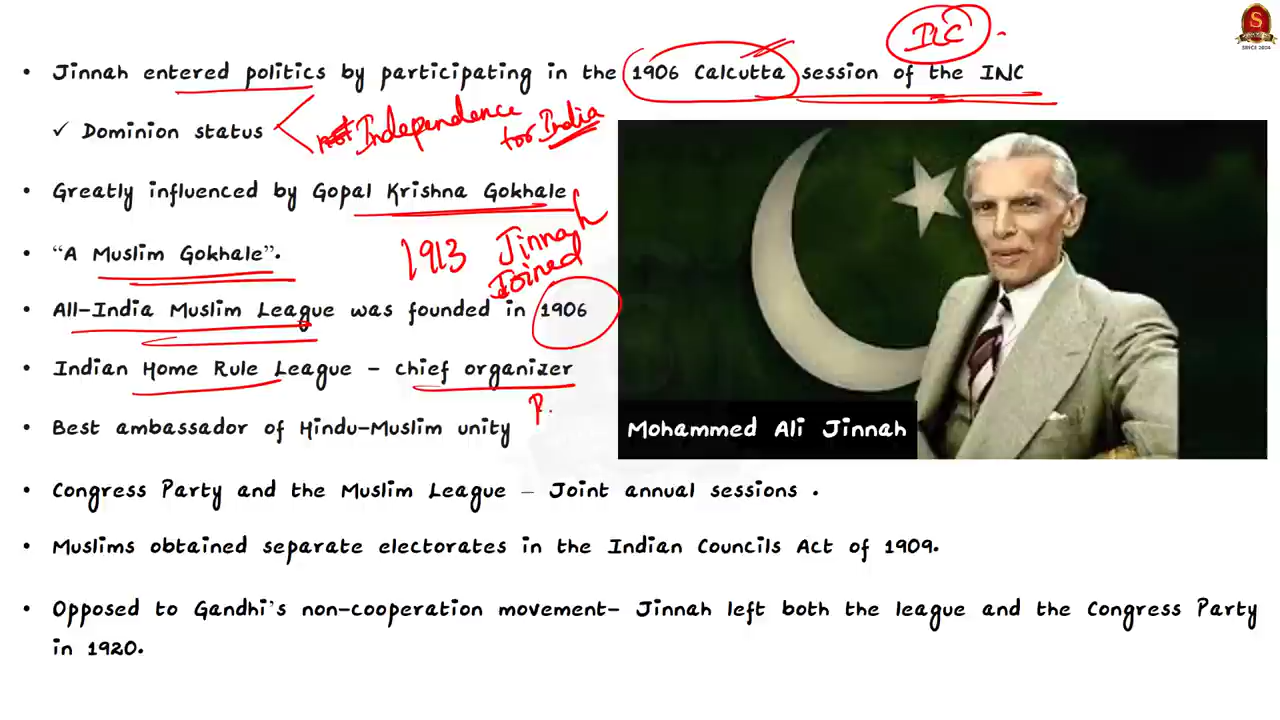 ILC
• Jinnah entered politics by participating in the 1906 Calcutta session of the INC
✓ Dominion status
Independence
for India
• Greatly influenced by Gopal Krishna Gokhale
• "A Muslim Gokhale".
1913 Jinnah
Joined
• All-India Muslim League was founded in 1906
• Indian Home Rule League – chief organizer
P.
• Best ambassador of Hindu-Muslim unity
Mohammed Ali Jinnah
• Congress Party and the Muslim League – Joint annual sessions .
• Muslims obtained separate electorates in the Indian Councils Act of 1909.
• Opposed to Gandhi's non-cooperation movement- Jinnah left both the league and the Congress Party
in 1920.
S
SINCE 2004